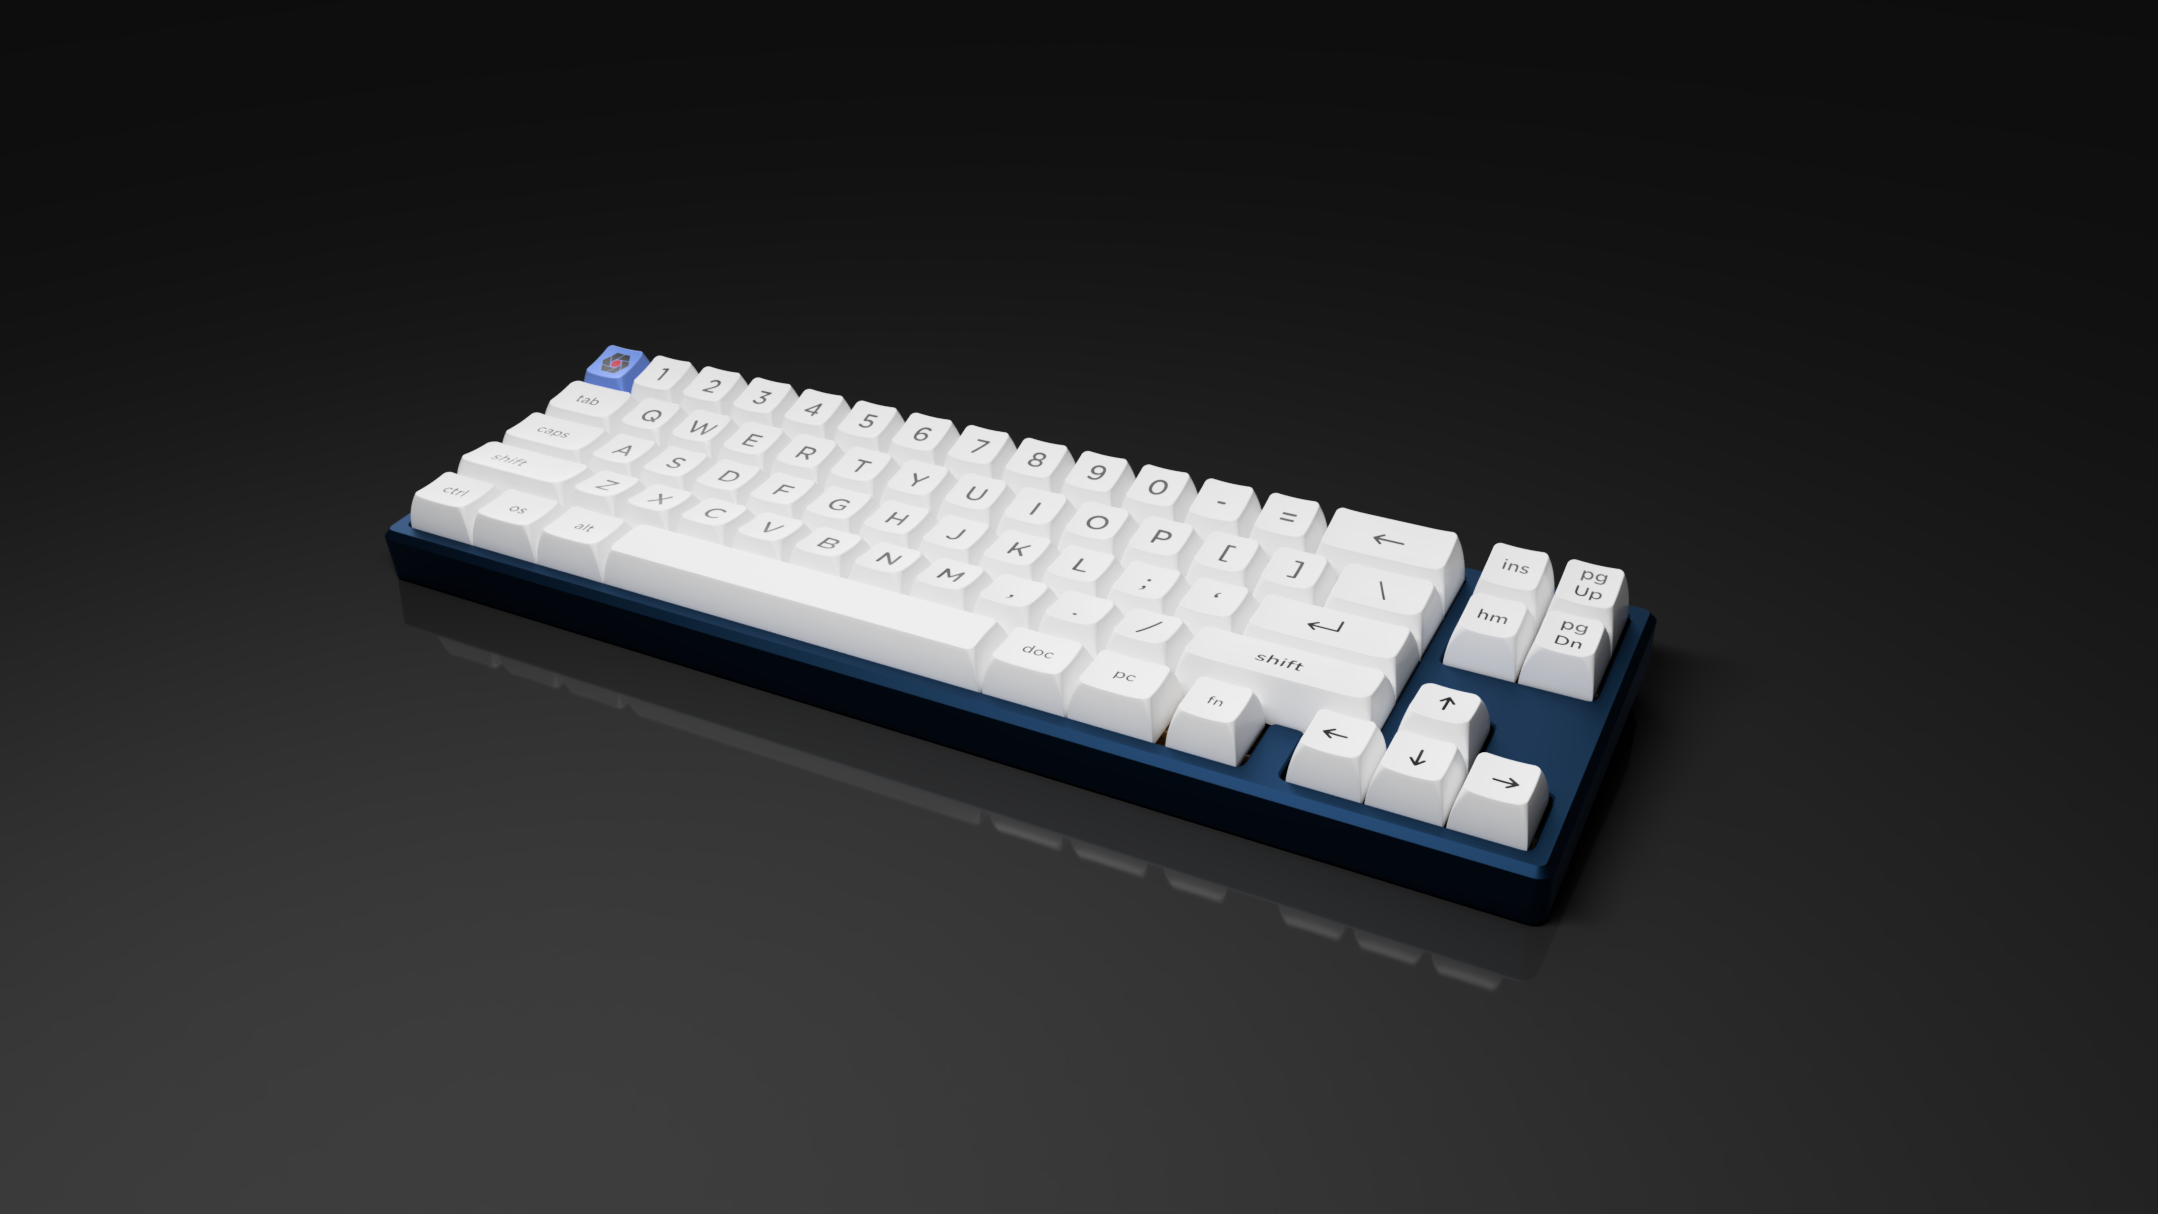 1 2 3 4 5 6 7 8 9 0 - = ←
ins
pg
Up
tab Q W E R T Y U I O P [ ] \
hm
pg
Dn
caps A S D F G H J K L ; ‘ ↵
shift Z X C V B N M , . / shift
↑
ctrl os alt doc pc fn ← ↓ →